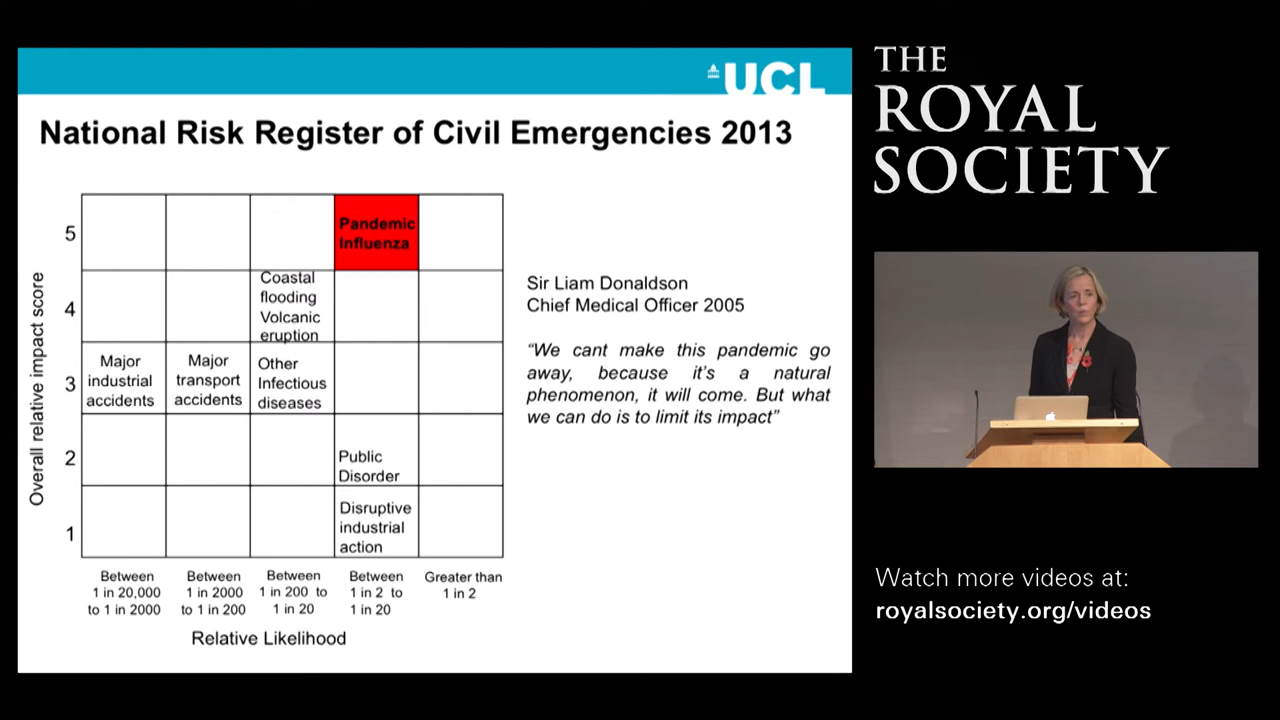 UCL
National Risk Register of Civil Emergencies 2013
Overall relative impact score
5
Pandemic
Influenza
4
Coastal
flooding
Volcanic
eruption
3
Major
industrial
accidents
Major
transport
accidents
Other
Infectious
diseases
2
Public
Disorder
1
Disruptive
industrial
action
Between
1 in 20,000
to 1 in 2000
Between
1 in 2000
to 1 in 200
Between
1 in 200 to
1 in 20
Between
1 in 2 to
1 in 20
Greater than
1 in 2
Relative Likelihood
Sir Liam Donaldson
Chief Medical Officer 2005
“We cant make this pandemic go
away, because it’s a natural
phenomenon, it will come. But what
we can do is to limit its impact”
THE
ROYAL
SOCIETY
Watch more videos at:
royalsociety.org/videos